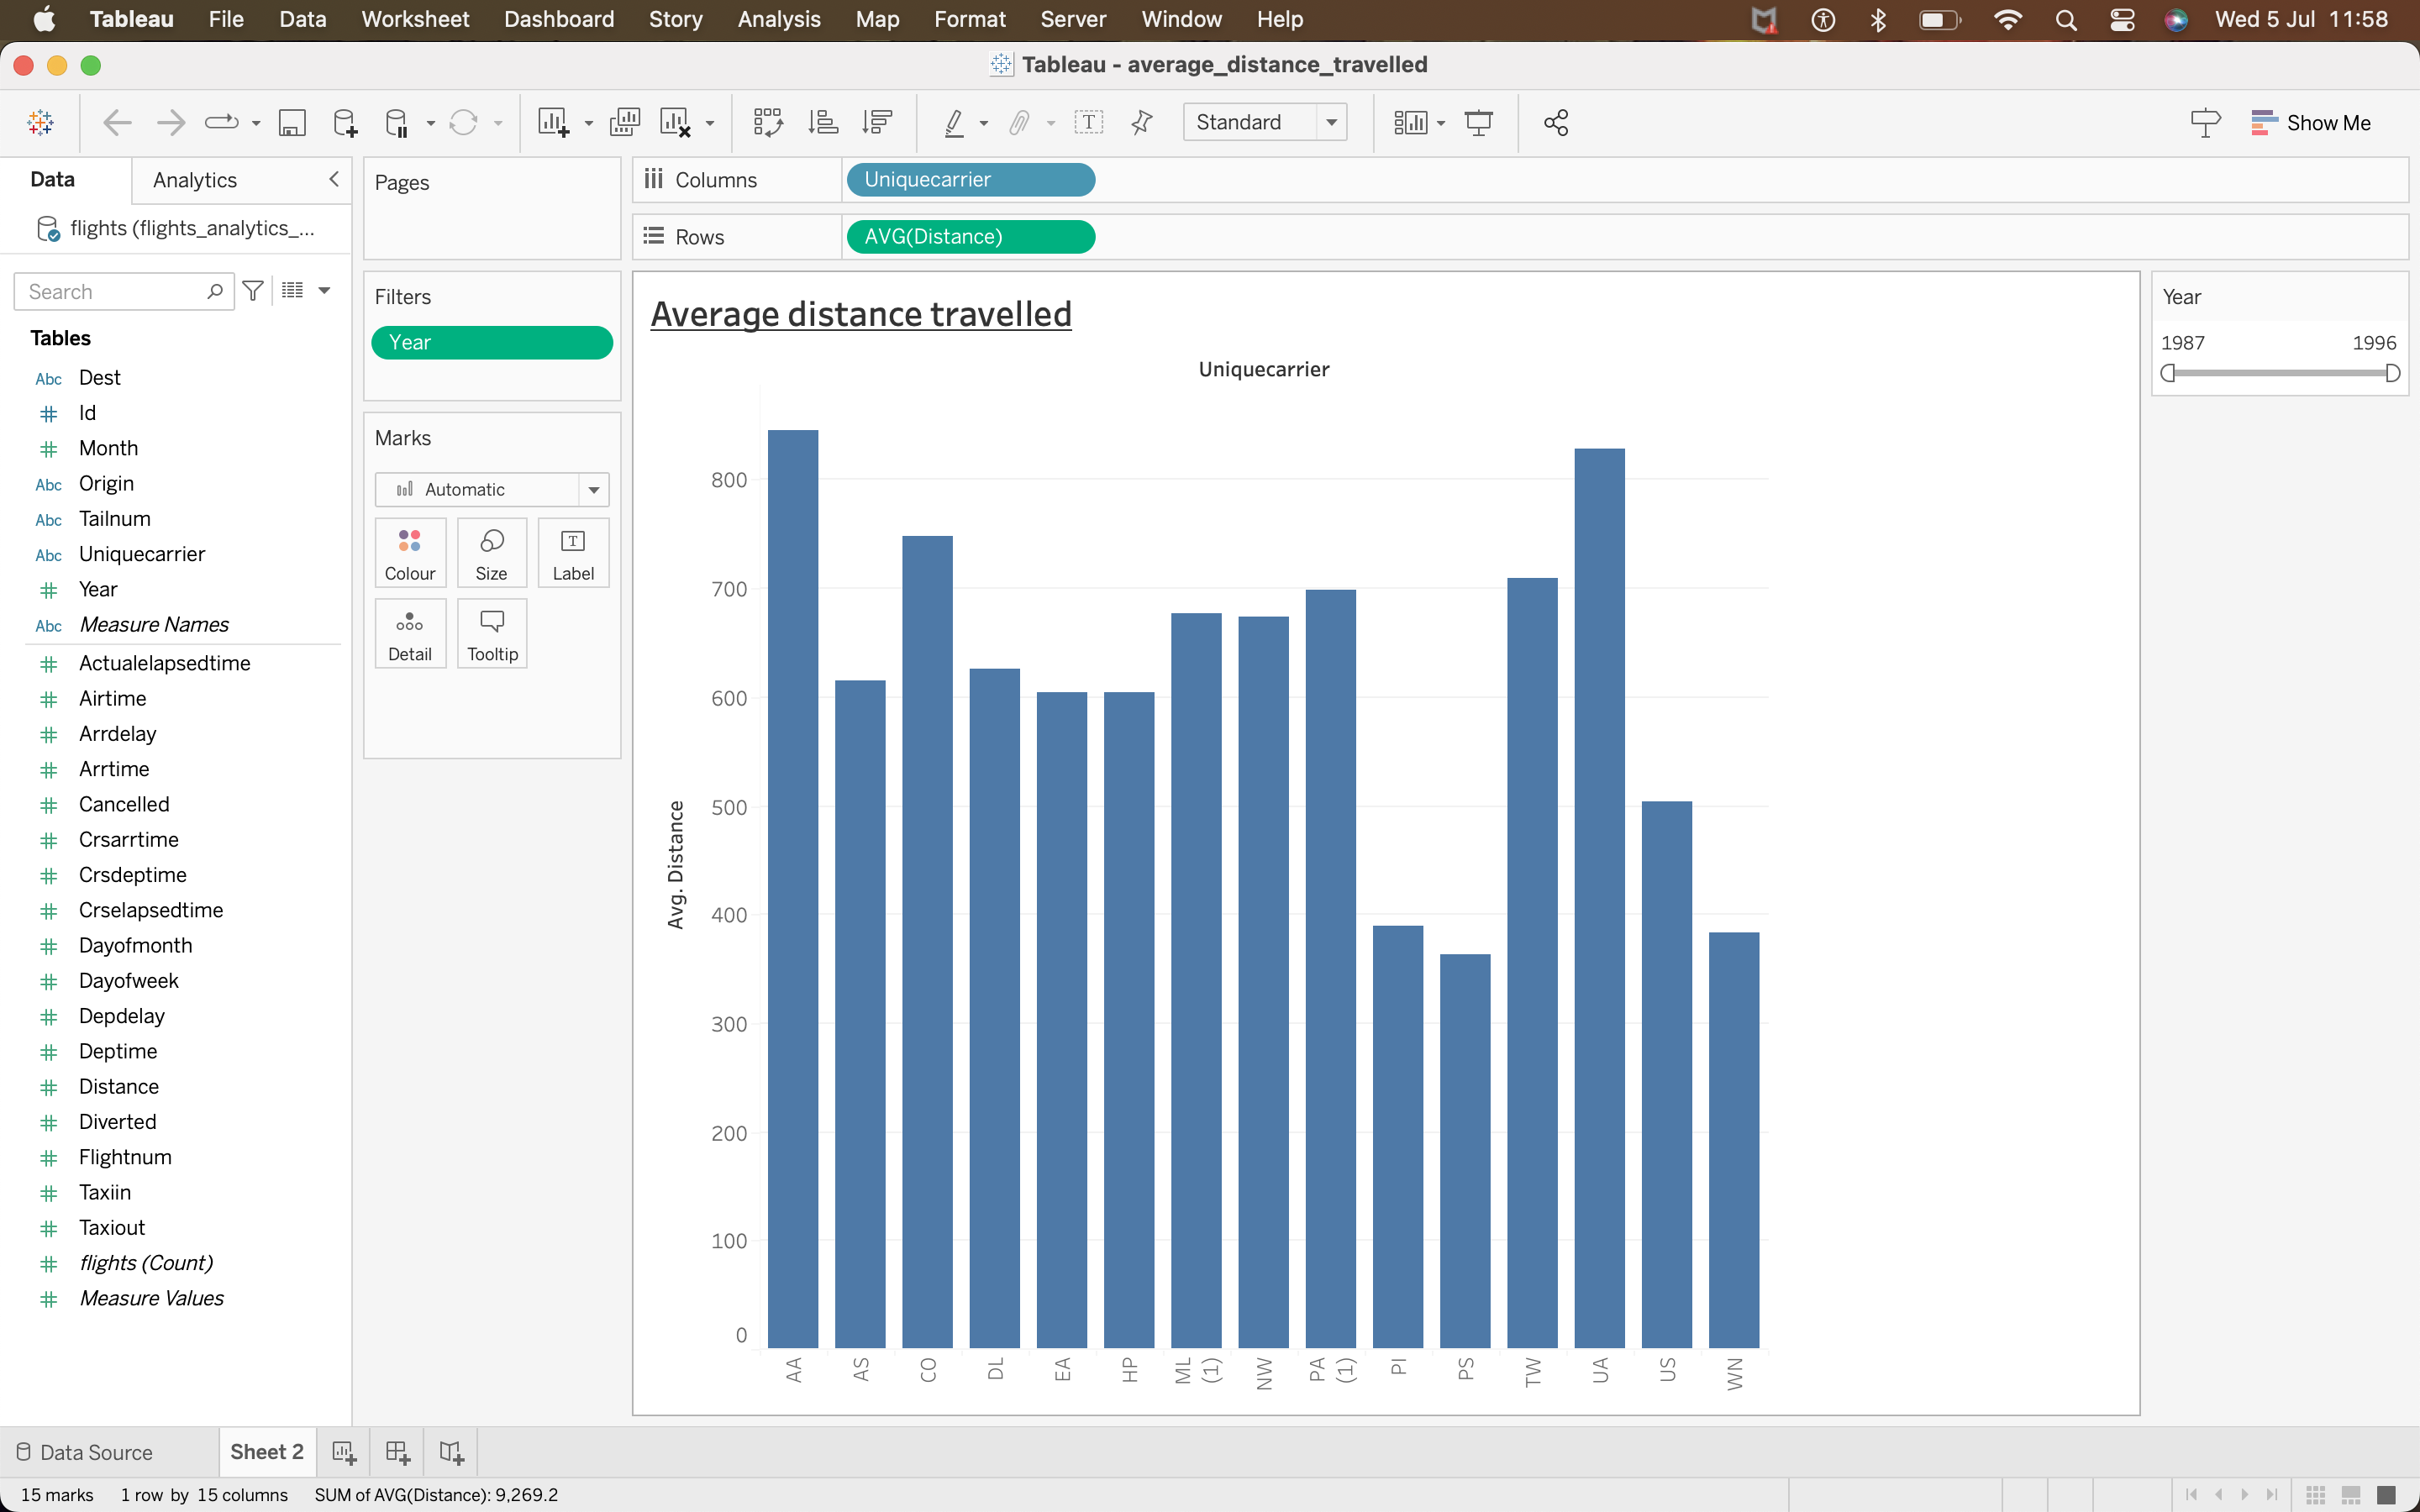 Tableau File Data Worksheet Dashboard Story Analysis Map Format Server Window Help Wed 5 Jul 11:58
Tableau - average_distance_travelled
Standard
Show Me
Data Analytics
flights (flights_analytics_...
Search
Tables
Abc Dest
# Id
# Month
Abc Origin
Abc Tailnum
Abc Uniquecarrier
# Year
Abc Measure Names
# Actualelapsedtime
# Airtime
# Arrdelay
# Arrtime
# Cancelled
# Crsarrtime
# Crsdeptime
# Crselapsedtime
# Dayofmonth
# Dayofweek
# Depdelay
# Deptime
# Distance
# Diverted
# Flightnum
# Taxiin
# Taxiout
# flights (Count)
# Measure Values
Pages
Filters
Year
Marks
Automatic
Colour Size T Label
Detail Tooltip
Columns Uniquecarrier
Rows AVG(Distance)
Average distance travelled
Uniquecarrier
Avg. Distance
800
700
600
500
400
300
200
100
0
AA AS CO DL EA HP ML (1) NW PA (1) PI PS TW UA US WN
Year
1987 1996
Data Source Sheet 2
15 marks 1 row by 15 columns SUM of AVG(Distance): 9,269.2